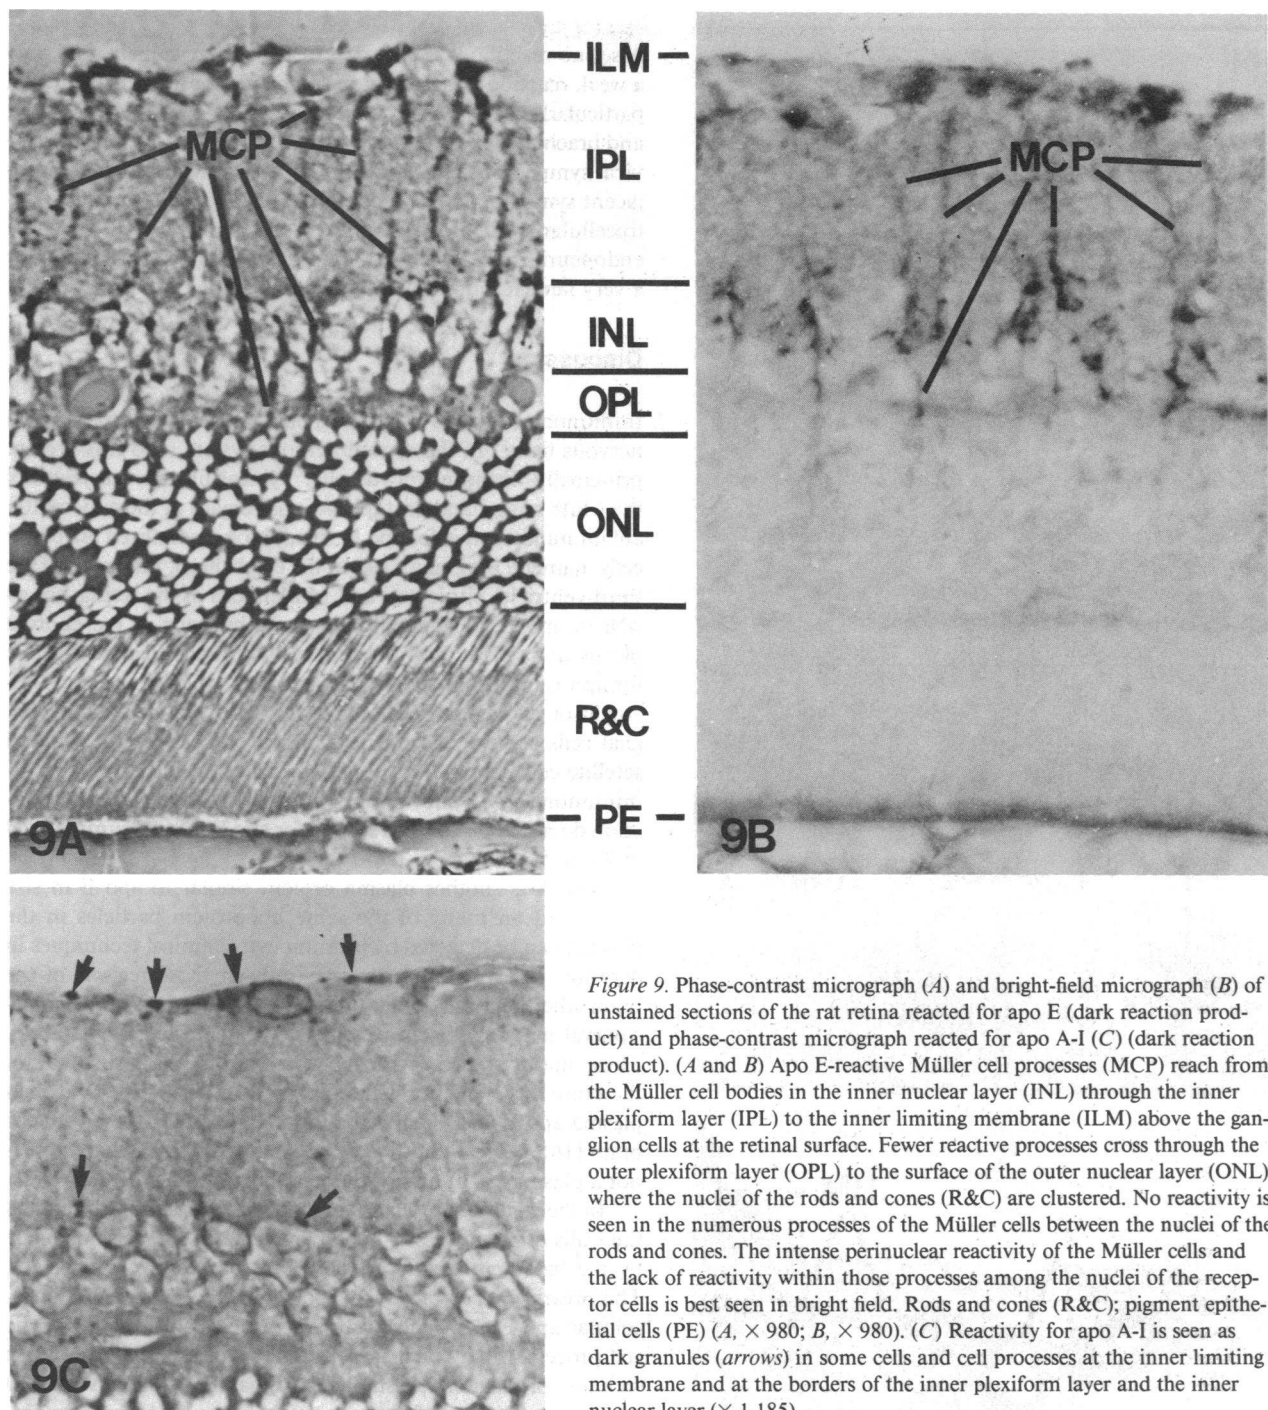 ILM
MCP
IPL
INL
OPL
ONL
R&C
PE
9A
MCP
9B
9C
Figure 9. Phase-contrast micrograph (A) and bright-field micrograph (B) of
unstained sections of the rat retina reacted for apo E (dark reaction prod-
uct) and phase-contrast micrograph reacted for apo A-I (C) (dark reaction
product). (A and B) Apo E-reactive Müller cell processes (MCP) reach from
the Müller cell bodies in the inner nuclear layer (INL) through the inner
plexiform layer (IPL) to the inner limiting membrane (ILM) above the gan-
glion cells at the retinal surface. Fewer reactive processes cross through the
outer plexiform layer (OPL) to the surface of the outer nuclear layer (ONL)
where the nuclei of the rods and cones (R&C) are clustered. No reactivity is
seen in the numerous processes of the Müller cells between the nuclei of the
rods and cones. The intense perinuclear reactivity of the Müller cells and
the lack of reactivity within those processes among the nuclei of the recep-
tor cells is best seen in bright field. Rods and cones (R&C); pigment epithe-
lial cells (PE) (A, × 980; B, × 980). (C) Reactivity for apo A-I is seen as
dark granules (arrows) in some cells and cell processes at the inner limiting
membrane and at the borders of the inner plexiform layer and the inner
nuclear layer (× 1,185).